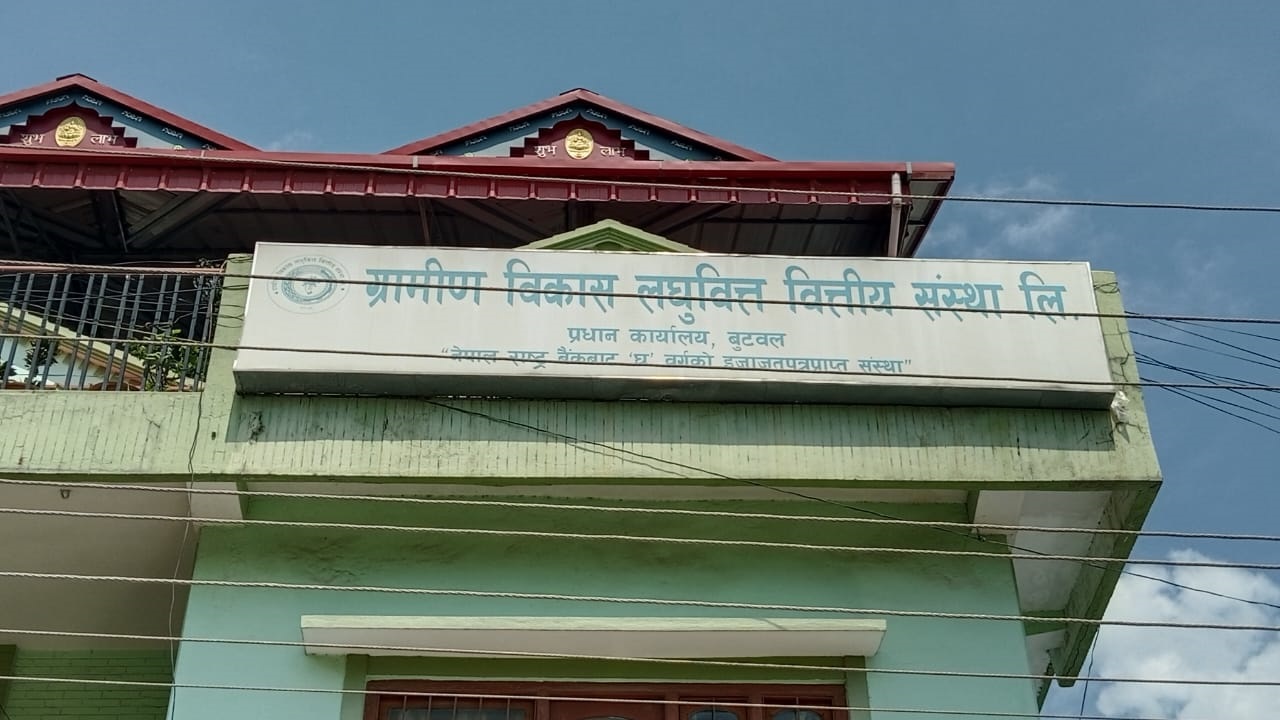 शुभ लाभ
शुभ लाभ
ग्रामीण विकास लघुवित्त वित्तीय संस्था लि.
प्रधान कार्यालय, बुटवल
“नेपाल राष्ट्र बैंकबाट ‘घ’ वर्गको इजाजतपत्रप्राप्त संस्था”